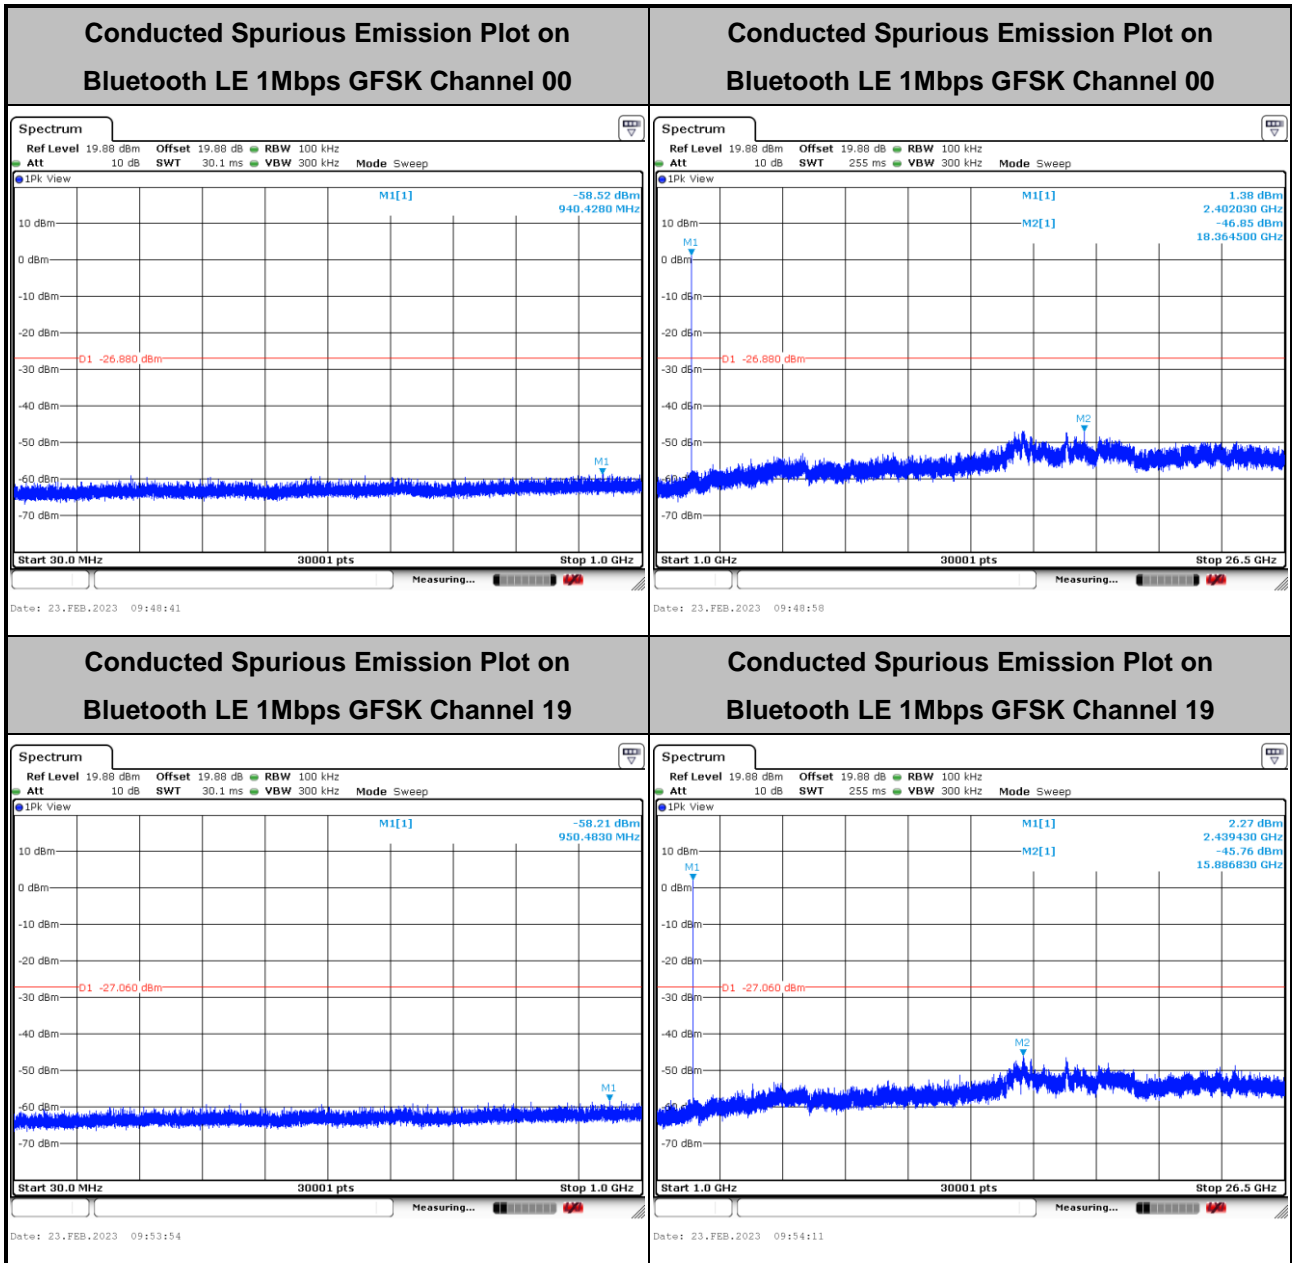 Conducted Spurious Emission Plot on
Bluetooth LE 1Mbps GFSK Channel 00
Spectrum
Ref Level 19.88 dBm Offset 19.88 dB RBW 100 kHz
Att 10 dB SWT 30.1 ms VBW 300 kHz Mode Sweep
1Pk View
M1[1] -58.52 dBm
940.4280 MHz
10 dBm
0 dBm
-10 dBm
-20 dBm
D1 -26.880 dBm
-30 dBm
-40 dBm
-50 dBm
M1
-60 dBm
-70 dBm
Start 30.0 MHz 30001 pts Stop 1.0 GHz
Measuring...
Date: 23.FEB.2023 09:48:41
Conducted Spurious Emission Plot on
Bluetooth LE 1Mbps GFSK Channel 00
Spectrum
Ref Level 19.88 dBm Offset 19.88 dB RBW 100 kHz
Att 10 dB SWT 255 ms VBW 300 kHz Mode Sweep
1Pk View
M1[1] 1.38 dBm
2.402030 GHz
10 dBm M2[1] -46.85 dBm
18.364500 GHz
M1
0 dBm
-10 dBm
-20 dBm
D1 -26.880 dBm
-30 dBm
-40 dBm
M2
-50 dBm
-60 dBm
-70 dBm
Start 1.0 GHz 30001 pts Stop 26.5 GHz
Measuring...
Date: 23.FEB.2023 09:48:58
Conducted Spurious Emission Plot on
Bluetooth LE 1Mbps GFSK Channel 19
Spectrum
Ref Level 19.88 dBm Offset 19.88 dB RBW 100 kHz
Att 10 dB SWT 30.1 ms VBW 300 kHz Mode Sweep
1Pk View
M1[1] -58.21 dBm
950.4830 MHz
10 dBm
0 dBm
-10 dBm
-20 dBm
D1 -27.060 dBm
-30 dBm
-40 dBm
-50 dBm
M1
-60 dBm
-70 dBm
Start 30.0 MHz 30001 pts Stop 1.0 GHz
Measuring...
Date: 23.FEB.2023 09:53:54
Conducted Spurious Emission Plot on
Bluetooth LE 1Mbps GFSK Channel 19
Spectrum
Ref Level 19.88 dBm Offset 19.88 dB RBW 100 kHz
Att 10 dB SWT 255 ms VBW 300 kHz Mode Sweep
1Pk View
M1[1] 2.27 dBm
2.439430 GHz
10 dBm M2[1] -45.76 dBm
15.886830 GHz
M1
0 dBm
-10 dBm
-20 dBm
D1 -27.060 dBm
-30 dBm
-40 dBm
M2
-50 dBm
-60 dBm
-70 dBm
Start 1.0 GHz 30001 pts Stop 26.5 GHz
Measuring...
Date: 23.FEB.2023 09:54:11